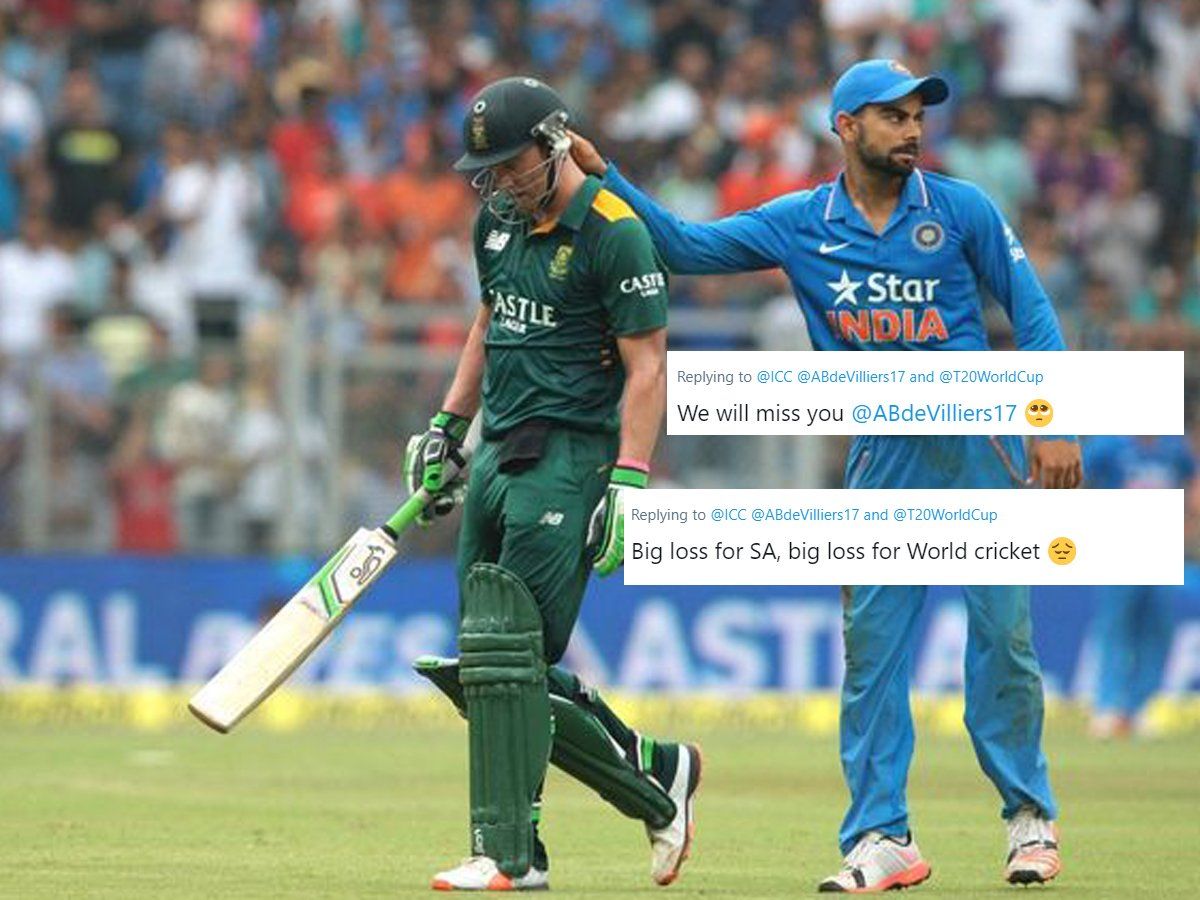 CASTLE
LAGER
CASTLE
Star
INDIA
Replying to @ICC @ABdeVilliers17 and @T20WorldCup
We will miss you @ABdeVilliers17 🥺
Replying to @ICC @ABdeVilliers17 and @T20WorldCup
Big loss for SA, big loss for World cricket 😔